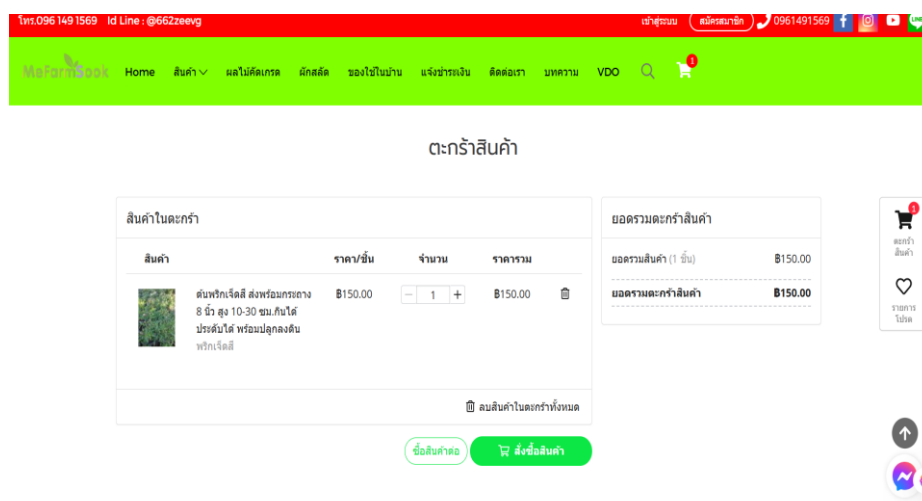 โทร.096 149 1569 Id Line : @662zeevg
เข้าสู่ระบบ สมัครสมาชิก 0961491569
MaFarmSook Home สินค้า ผลไม้คัดเกรด ผักสลัด ของใช้ในบ้าน แจ้งชำระเงิน ติดต่อเรา บทความ VDO 1
ตะกร้าสินค้า
สินค้าในตะกร้า
สินค้า ราคา/ชิ้น จำนวน ราคารวม
ต้นพริกเจ็ดสี ส่งพร้อมกระถาง
8 นิ้ว สูง 10-30 ซม.กินได้
ประดับได้ พร้อมปลูกลงดิน
พริกเจ็ดสี
฿150.00 − 1 + ฿150.00
ลบสินค้าในตะกร้าทั้งหมด
ซื้อสินค้าต่อ สั่งซื้อสินค้า
ยอดรวมตะกร้าสินค้า
ยอดรวมสินค้า (1 ชิ้น) ฿150.00
ยอดรวมตะกร้าสินค้า ฿150.00
1
ตะกร้า
สินค้า
รายการ
โปรด